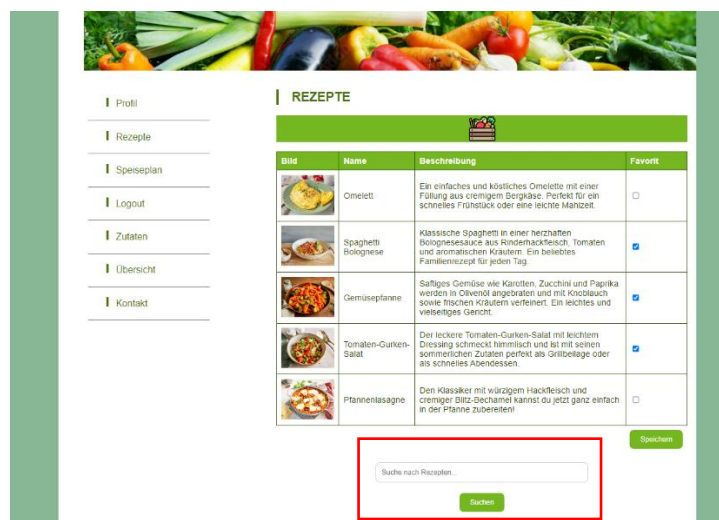 Profil
Rezepte
Speiseplan
Logout
Zutaten
Übersicht
Kontakt
REZEPTE
Bild Name Beschreibung Favorit
Omelett
Ein einfaches und köstliches Omelette mit einer
Füllung aus cremigem Bergkäse. Perfekt für ein
schnelles Frühstück oder eine leichte Mahlzeit.
Spaghetti
Bolognese
Klassische Spaghetti in einer herzhaften
Bolognesesauce aus Rinderhackfleisch, Tomaten
und aromatischen Kräutern. Ein beliebtes
Familienrezept für jeden Tag.
Gemüsepfanne
Saftiges Gemüse wie Karotten, Zucchini und Paprika
werden in Olivenöl angebraten und mit Knoblauch
sowie frischen Kräutern verfeinert. Ein leichtes und
vielseitiges Gericht.
Tomaten-Gurken-
Salat
Der leckere Tomaten-Gurken-Salat mit leichtem
Dressing schmeckt himmlisch und ist mit seinen
sommerlichen Zutaten perfekt als Grillbeilage oder
als schnelles Abendessen.
Pfannenlasagne
Den Klassiker mit würzigem Hackfleisch und
cremiger Blitz-Bechamel kannst du jetzt ganz einfach
in der Pfanne zubereiten!
Speichern
Suche nach Rezepten...
Suchen